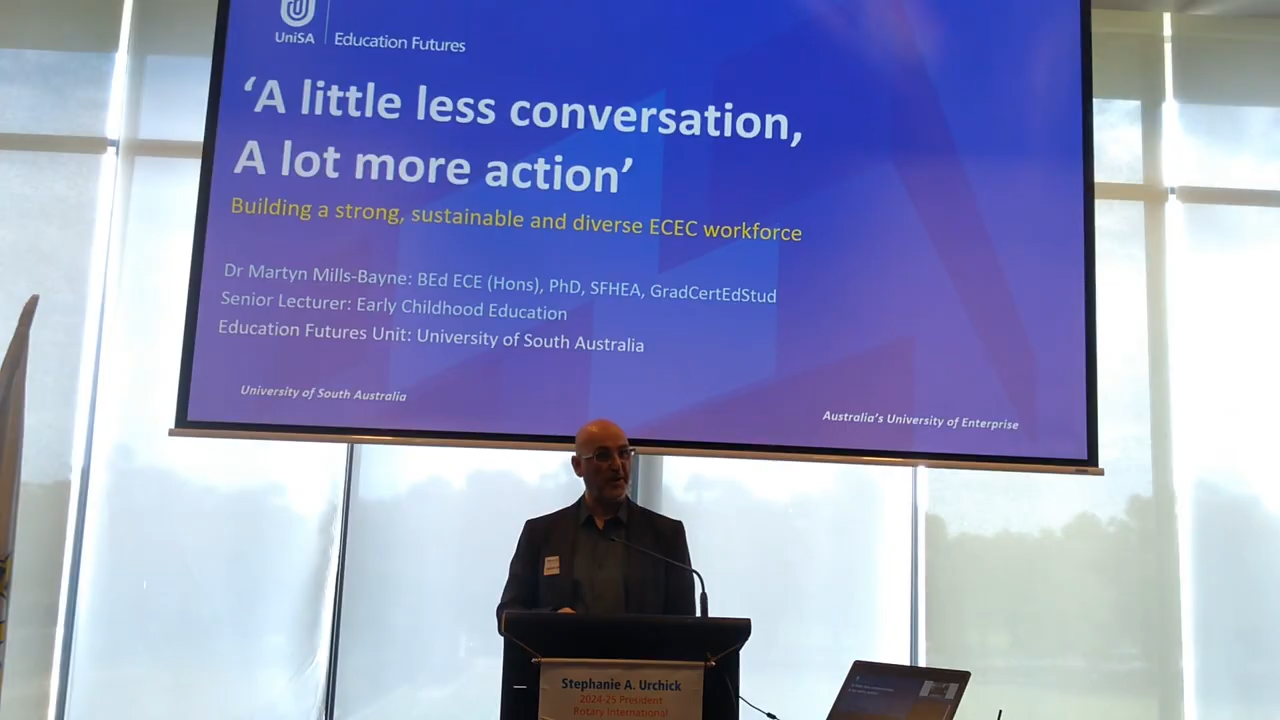 UniSA
Education Futures
‘A little less conversation,
A lot more action’
Building a strong, sustainable and diverse ECEC workforce
Dr Martyn Mills-Bayne: BEd ECE (Hons), PhD, SFHEA, GradCertEdStud
Senior Lecturer: Early Childhood Education
Education Futures Unit: University of South Australia
University of South Australia
Australia's University of Enterprise
Stephanie A. Urchick
2024-25 President
Rotary International